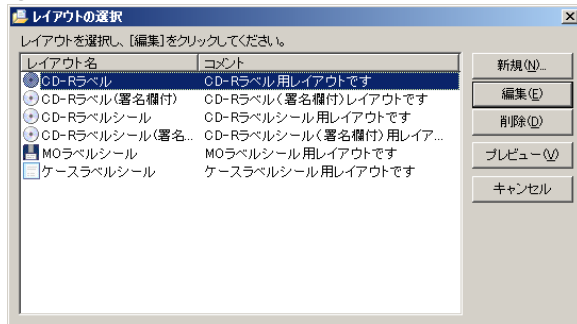 レイアウトの選択
レイアウトを選択し、[編集]をクリックしてください。
レイアウト名 コメント
CD-Rラベル CD-Rラベル用レイアウトです
CD-Rラベル(署名欄付) CD-Rラベル(署名欄付)レイアウトです
CD-Rラベルシール CD-Rラベルシール用レイアウトです
CD-Rラベルシール(署名... CD-Rラベルシール(署名欄付)用レイア...
MOラベルシール MOラベルシール用レイアウトです
ケースラベルシール ケースラベルシール用レイアウトです
新規(N)...
編集(E)
削除(D)
プレビュー(V)
キャンセル